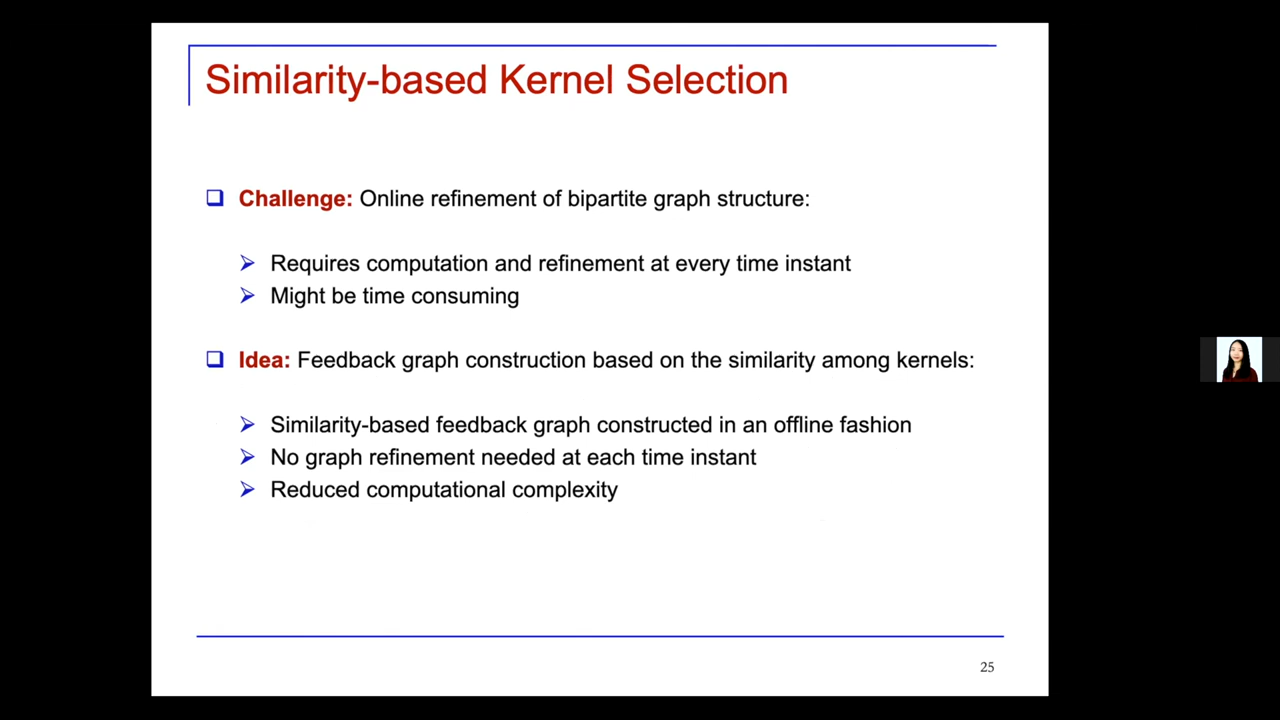 Similarity-based Kernel Selection
Challenge: Online refinement of bipartite graph structure:
Requires computation and refinement at every time instant
Might be time consuming
Idea: Feedback graph construction based on the similarity among kernels:
Similarity-based feedback graph constructed in an offline fashion
No graph refinement needed at each time instant
Reduced computational complexity
25